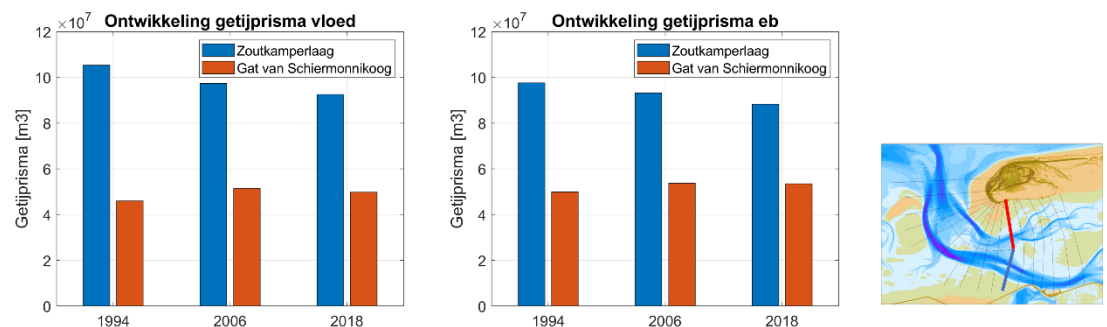 Ontwikkeling getijprisma vloed
×10⁷
Getijprisma [m3]
12
10
8
6
4
2
0
1994
2006
2018
Zoutkamperlaag
Gat van Schiermonnikoog
Ontwikkeling getijprisma eb
×10⁷
Getijprisma [m3]
12
10
8
6
4
2
0
1994
2006
2018
Zoutkamperlaag
Gat van Schiermonnikoog